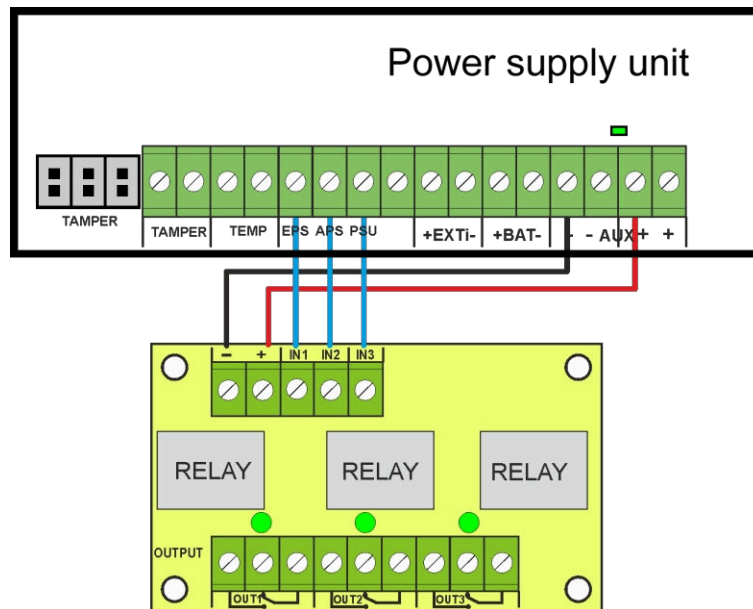 Power supply unit
TAMPER
TAMPER TEMP EPS APS PSU +EXTi- +BAT- - - AUX + +
- + IN1 IN2 IN3
RELAY RELAY RELAY
OUTPUT
OUT1 OUT2 OUT3